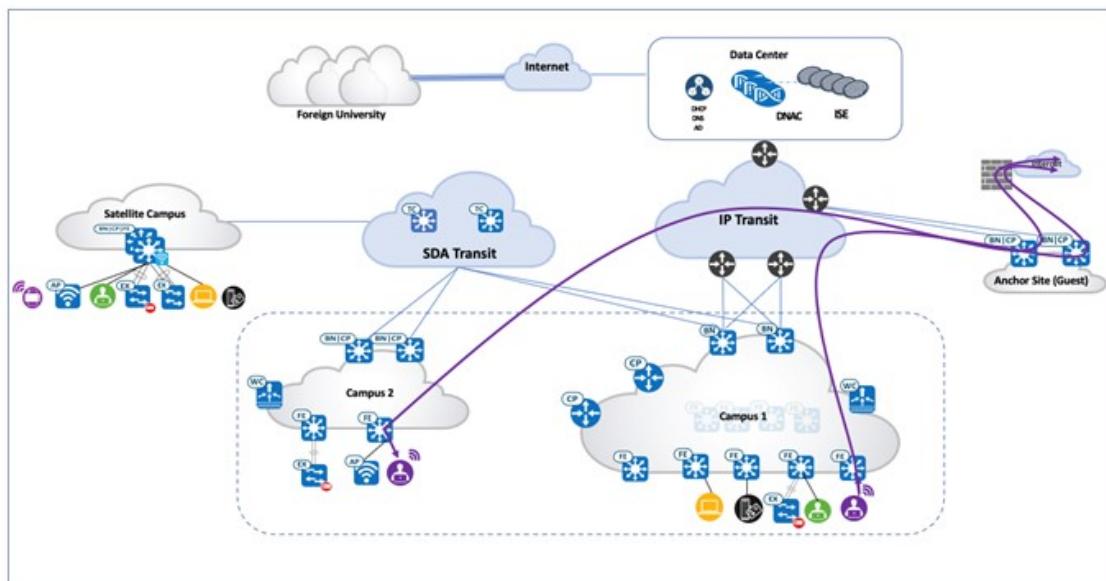 Internet
Data Center
DHCP
DNS
AD
DNAC
ISE
Foreign University
Satellite Campus
BN|CP|FE
TC
TC
SDA Transit
IP Transit
BN|CP
BN|CP
Anchor Site (Guest)
AP
EX
EX
BN|CP
BN|CP
BN
BN
WC
Campus 2
FE
FE
EX
AP
CP
CP
WC
Campus 1
FE
FE
FE
FE
FE
EX